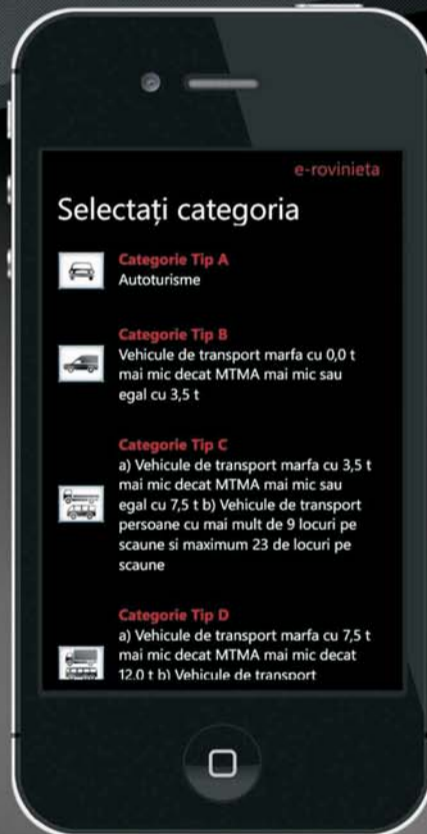 e-rovinieta
Selectați categoria
Categorie Tip A
Autoturisme
Categorie Tip B
Vehicule de transport marfa cu 0,0 t
mai mic decat MTMA mai mic sau
egal cu 3,5 t
Categorie Tip C
a) Vehicule de transport marfa cu 3,5 t
mai mic decat MTMA mai mic sau
egal cu 7,5 t b) Vehicule de transport
persoane cu mai mult de 9 locuri pe
scaune si maximum 23 de locuri pe
scaune
Categorie Tip D
a) Vehicule de transport marfa cu 7,5 t
mai mic decat MTMA mai mic decat
12,0 t b) Vehicule de transport